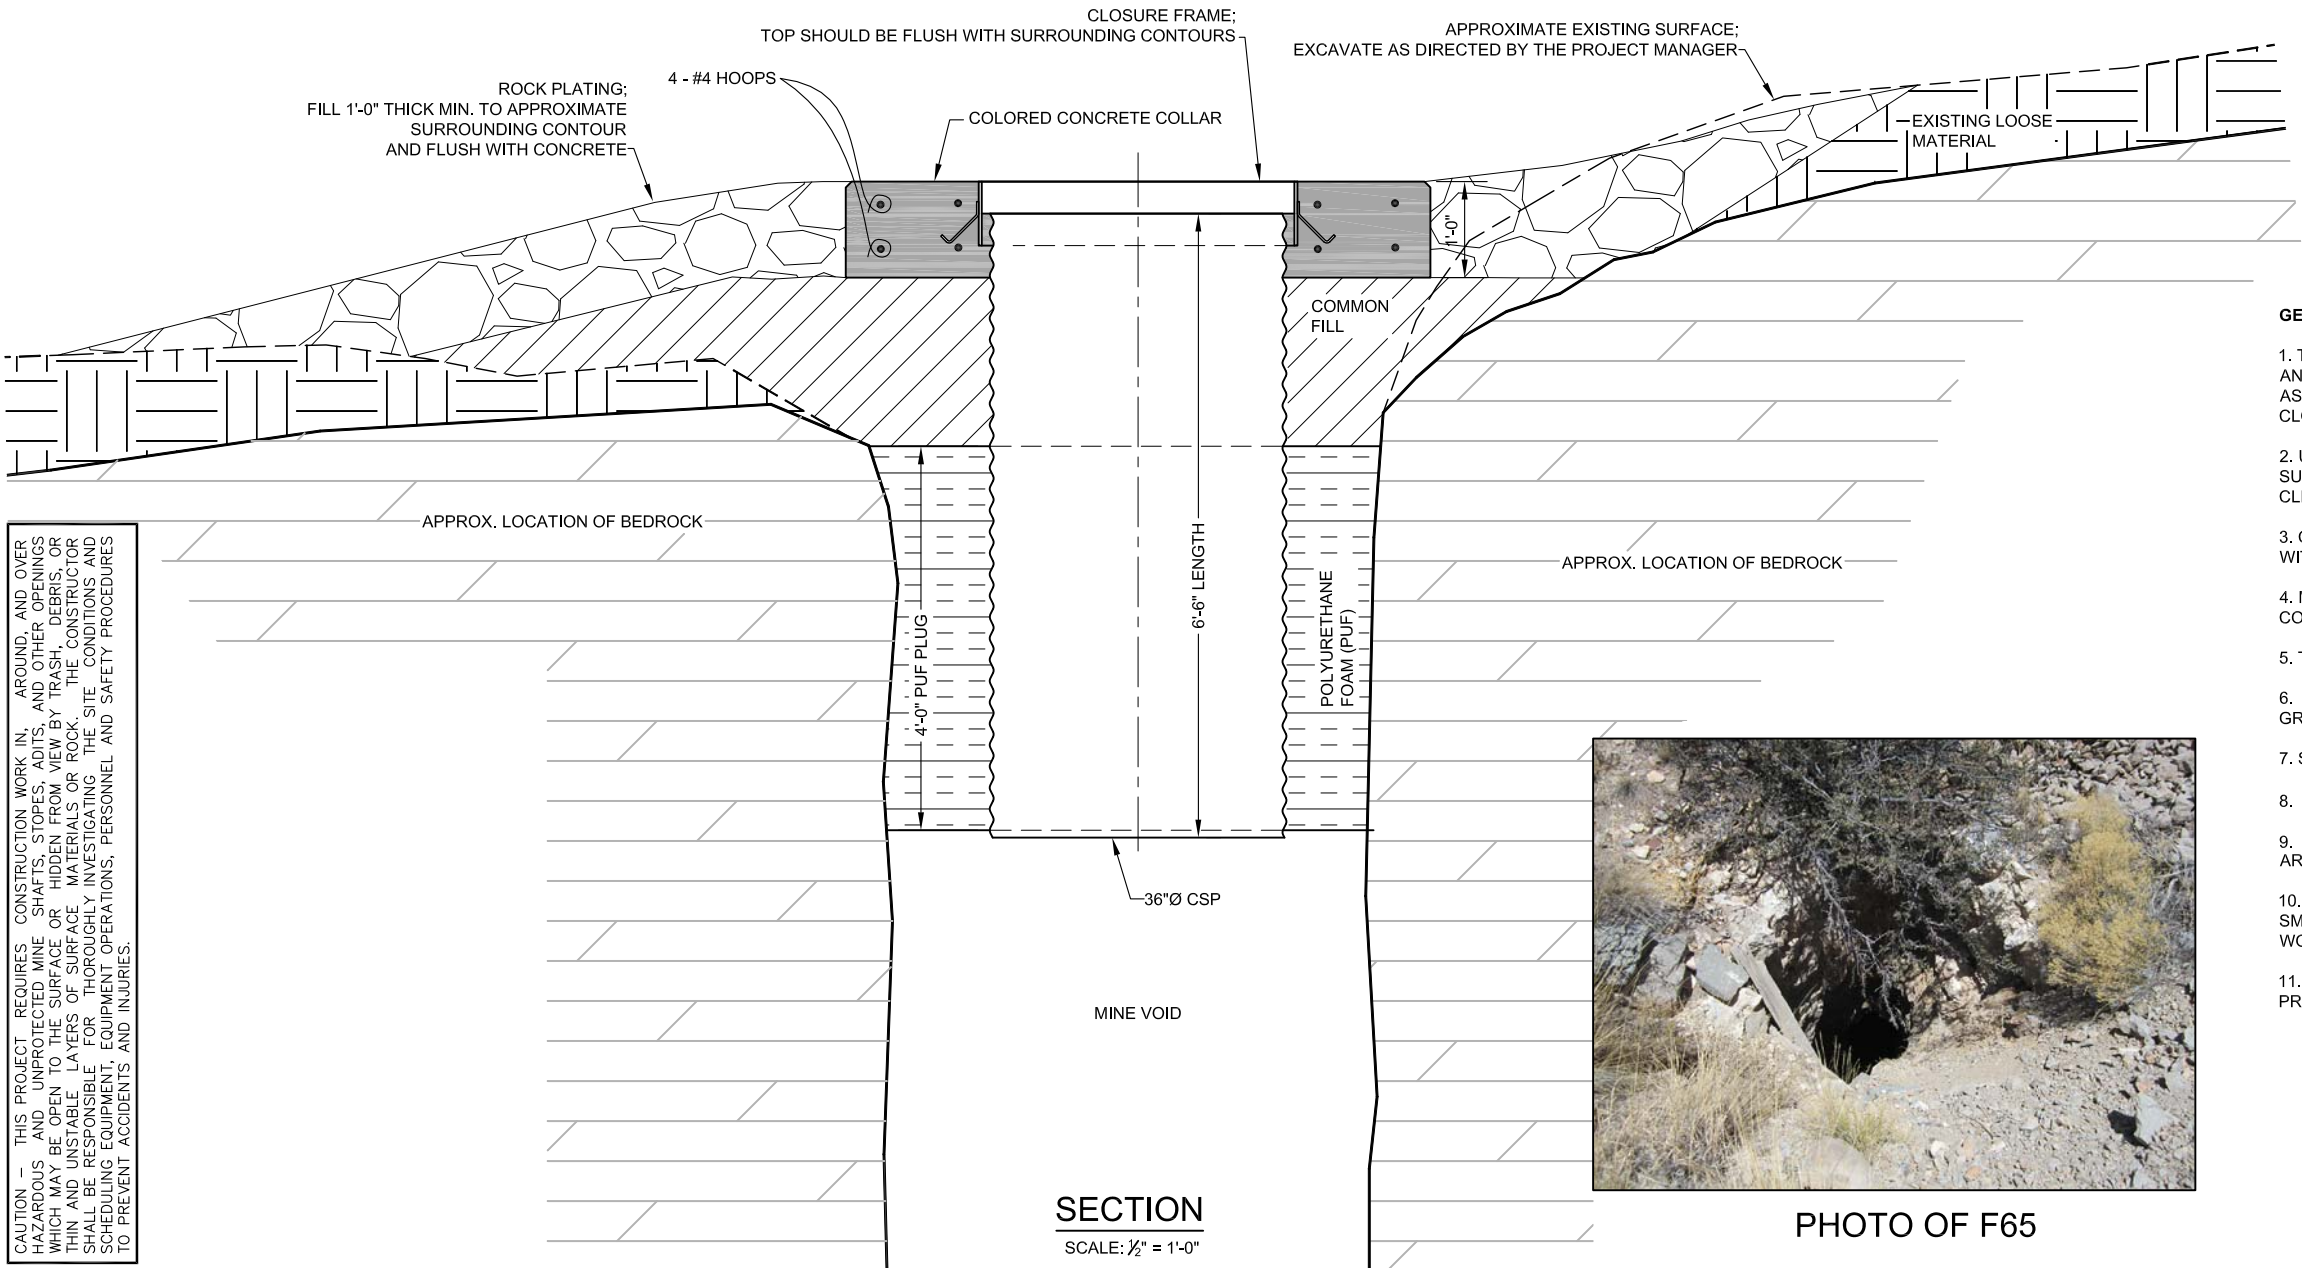 CLOSURE FRAME;
TOP SHOULD BE FLUSH WITH SURROUNDING CONTOURS
APPROXIMATE EXISTING SURFACE;
EXCAVATE AS DIRECTED BY THE PROJECT MANAGER
4 - #4 HOOPS
ROCK PLATING;
FILL 1'-0" THICK MIN. TO APPROXIMATE
SURROUNDING CONTOUR
AND FLUSH WITH CONCRETE
COLORED CONCRETE COLLAR
EXISTING LOOSE
MATERIAL
1'-0"
COMMON
FILL
APPROX. LOCATION OF BEDROCK
4'-0" PUF PLUG
6'-6" LENGTH
POLYURETHANE
FOAM (PUF)
APPROX. LOCATION OF BEDROCK
36"Ø CSP
MINE VOID
SECTION
SCALE: ½" = 1'-0"
PHOTO OF F65
CAUTION – THIS PROJECT REQUIRES CONSTRUCTION WORK IN, AROUND, AND OVER
HAZARDOUS AND UNPROTECTED MINE SHAFTS, STOPES, ADITS, AND OTHER OPENINGS
WHICH MAY BE OPEN TO THE SURFACE OR HIDDEN FROM VIEW BY TRASH, DEBRIS, OR
THIN AND UNSTABLE LAYERS OF SURFACE MATERIALS OR ROCK. THE CONSTRUCTOR
SHALL BE RESPONSIBLE FOR THOROUGHLY INVESTIGATING THE SITE CONDITIONS AND
SCHEDULING EQUIPMENT, EQUIPMENT OPERATIONS, PERSONNEL AND SAFETY PROCEDURES
TO PREVENT ACCIDENTS AND INJURIES.
GE
1. T
AN
AS
CL
2. U
SU
CL
3. C
WIT
4. M
CO
5. T
6.
GR
7. S
8.
9.
AR
10.
SM
WO
11.
PR